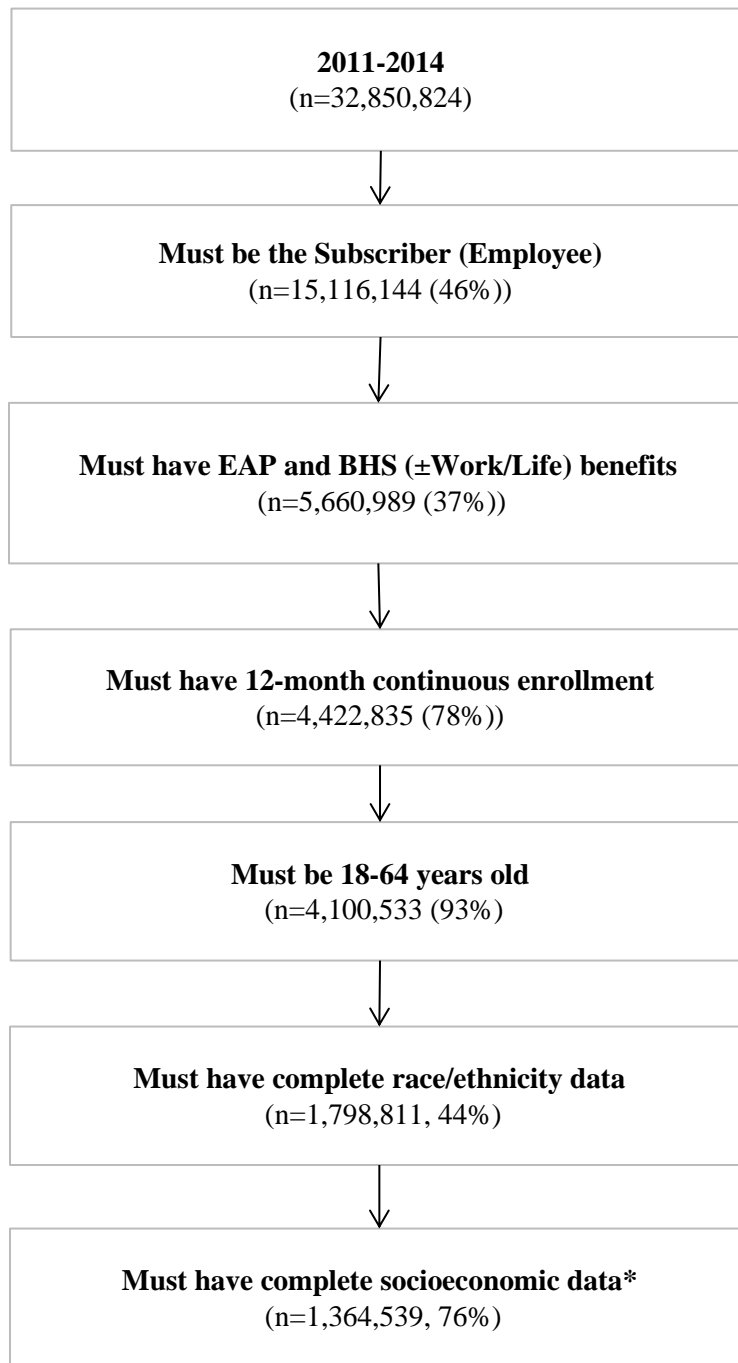 2011-2014
(n=32,850,824)
Must be the Subscriber (Employee)
(n=15,116,144 (46%))
Must have EAP and BHS (±Work/Life) benefits
(n=5,660,989 (37%))
Must have 12-month continuous enrollment
(n=4,422,835 (78%))
Must be 18-64 years old
(n=4,100,533 (93%)
Must have complete race/ethnicity data
(n=1,798,811, 44%)
Must have complete socioeconomic data*
(n=1,364,539, 76%)